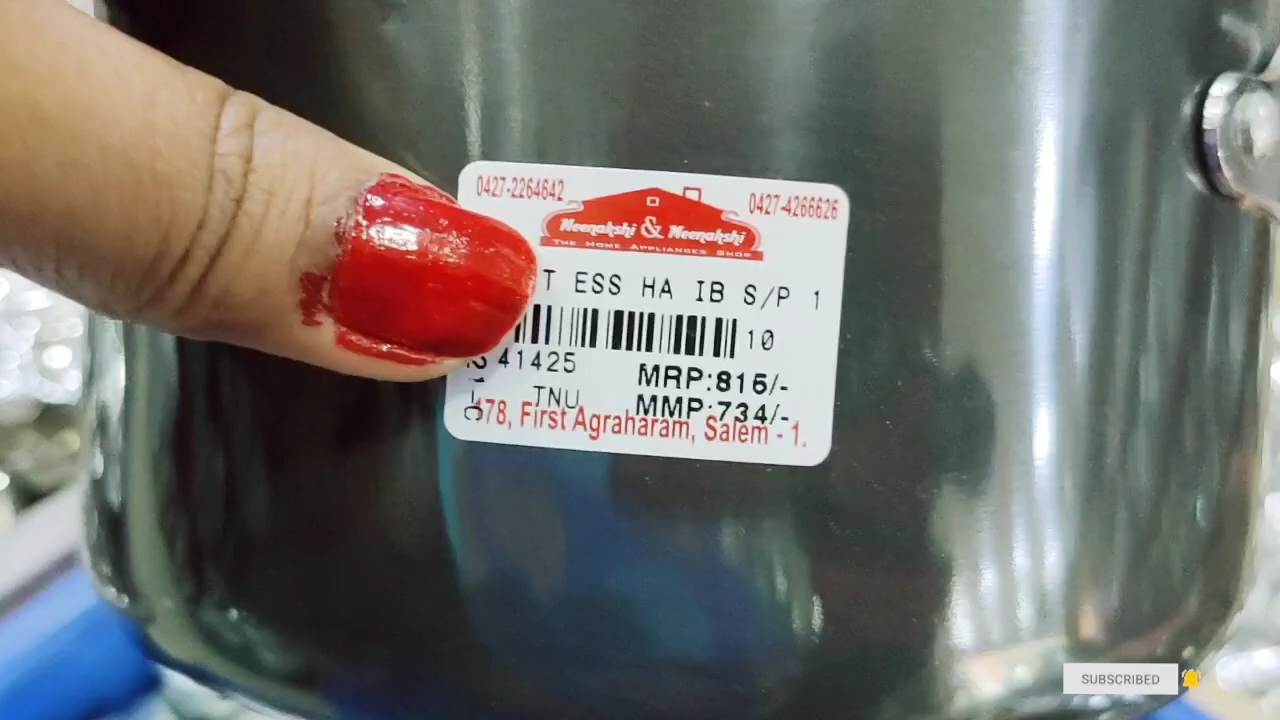 0427-2264642
0427-4266626
Meenakshi & Meenakshi
THE HOME APPLIANCES SHOP
T ESS HA IB S/P 1
10
41425
MRP:815/-
TNU
MMP:734/-
478, First Agraharam, Salem - 1.
SUBSCRIBED